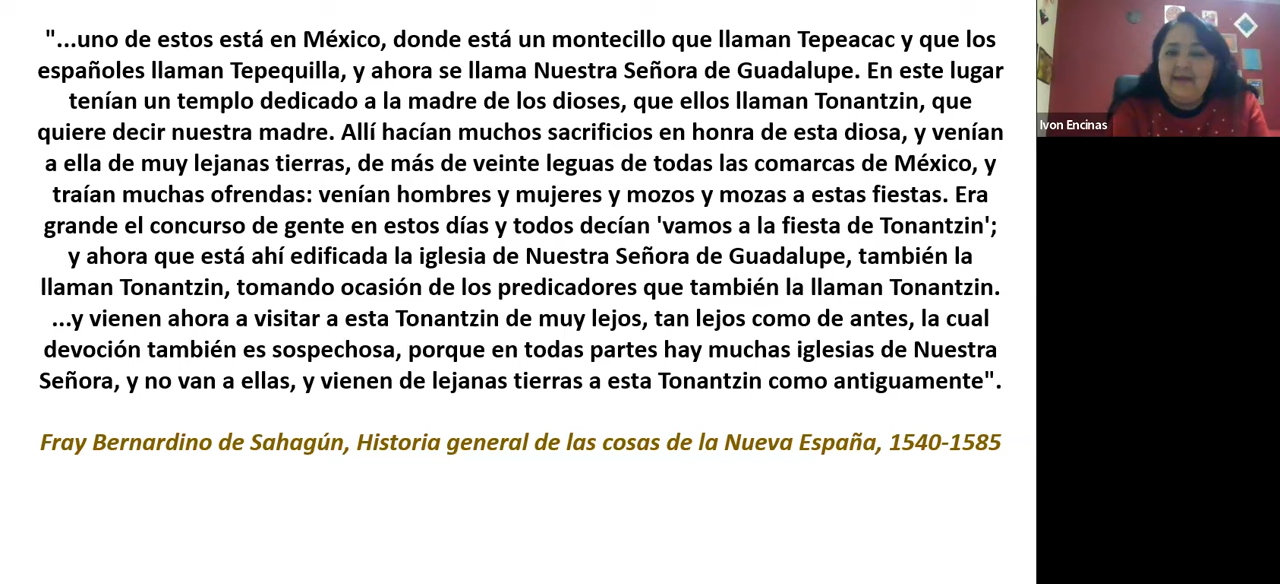 "...uno de estos está en México, donde está un montecillo que llaman Tepeacac y que los
españoles llaman Tepequilla, y ahora se llama Nuestra Señora de Guadalupe. En este lugar
tenían un templo dedicado a la madre de los dioses, que ellos llaman Tonantzin, que
quiere decir nuestra madre. Allí hacían muchos sacrificios en honra de esta diosa, y venían
a ella de muy lejanas tierras, de más de veinte leguas de todas las comarcas de México, y
traían muchas ofrendas: venían hombres y mujeres y mozos y mozas a estas fiestas. Era
grande el concurso de gente en estos días y todos decían 'vamos a la fiesta de Tonantzin';
y ahora que está ahí edificada la iglesia de Nuestra Señora de Guadalupe, también la
llaman Tonantzin, tomando ocasión de los predicadores que también la llaman Tonantzin.
...y vienen ahora a visitar a esta Tonantzin de muy lejos, tan lejos como de antes, la cual
devoción también es sospechosa, porque en todas partes hay muchas iglesias de Nuestra
Señora, y no van a ellas, y vienen de lejanas tierras a esta Tonantzin como antiguamente".
Fray Bernardino de Sahagún, Historia general de las cosas de la Nueva España, 1540-1585
Ivon Encinas